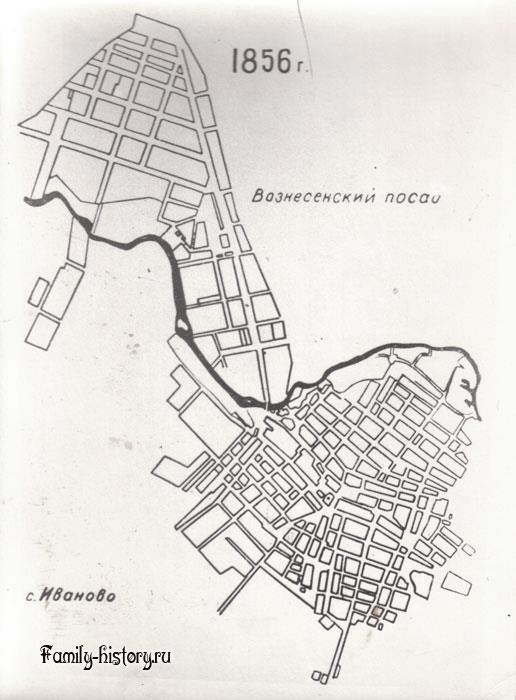 1856 г.
Вознесенский посад
с. Иваново
Family-history.ru